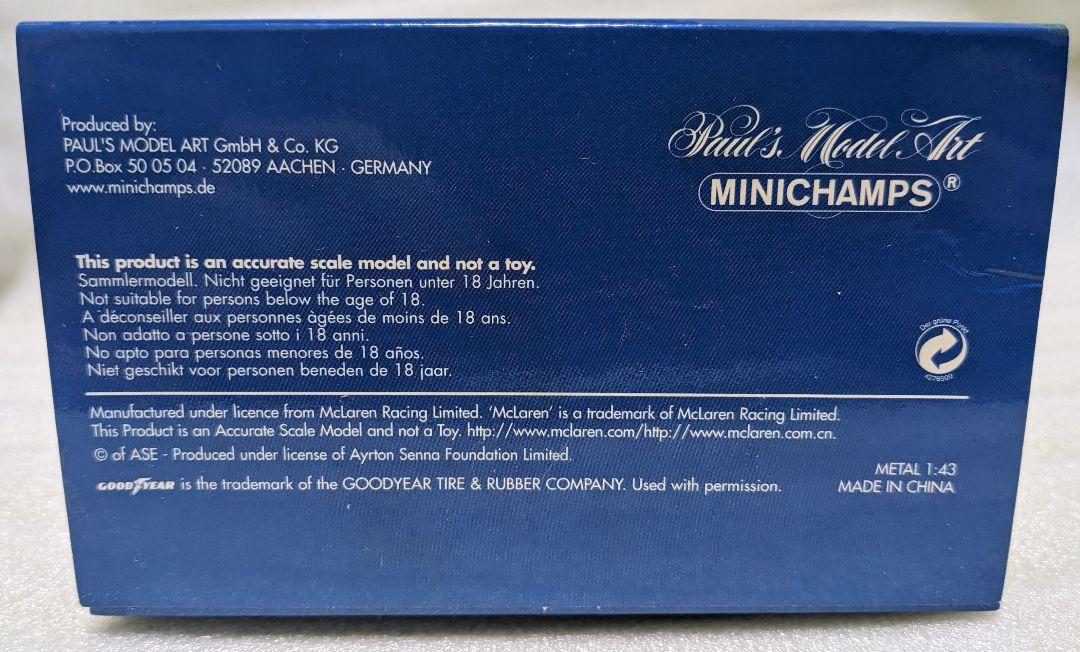 Produced by:
PAUL'S MODEL ART GmbH & Co. KG
P.O.Box 50 05 04 · 52089 AACHEN · GERMANY
www.minichamps.de
Paul's Model Art
MINICHAMPS®
This product is an accurate scale model and not a toy.
Sammlermodell. Nicht geeignet für Personen unter 18 Jahren.
Not suitable for persons below the age of 18.
A déconseiller aux personnes àgées de moins de 18 ans.
Non adatto a persone sotto i 18 anni.
No apto para personas menores de 18 años.
Niet geschikt voor personen beneden de 18 jaar.
Der grüne Punkt
4278500
Manufactured under licence from McLaren Racing Limited. 'McLaren' is a trademark of McLaren Racing Limited.
This Product is an Accurate Scale Model and not a Toy. http://www.mclaren.com/http://www.mclaren.com.cn.
© of ASE - Produced under license of Ayrton Senna Foundation Limited.
GOODYEAR is the trademark of the GOODYEAR TIRE & RUBBER COMPANY. Used with permission.
METAL 1:43
MADE IN CHINA